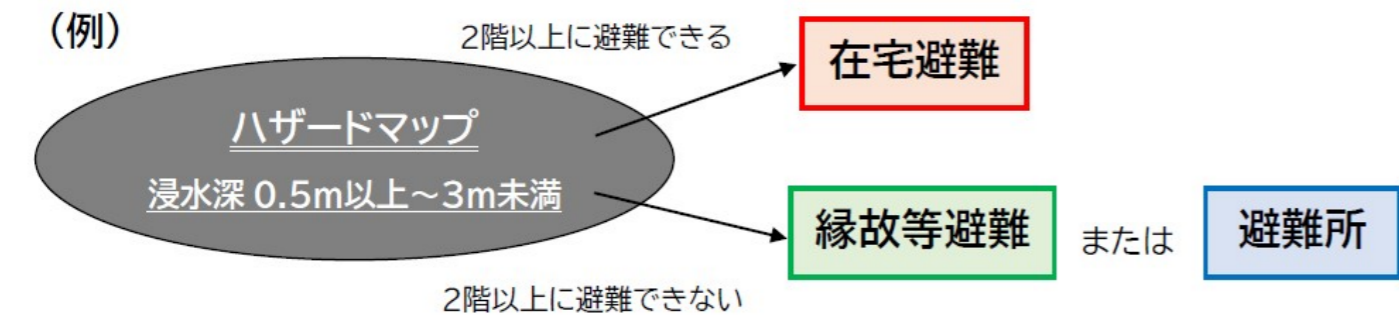 （例）
2階以上に避難できる
在宅避難
ハザードマップ
浸水深 0.5m以上～3m未満
縁故等避難 または 避難所
2階以上に避難できない